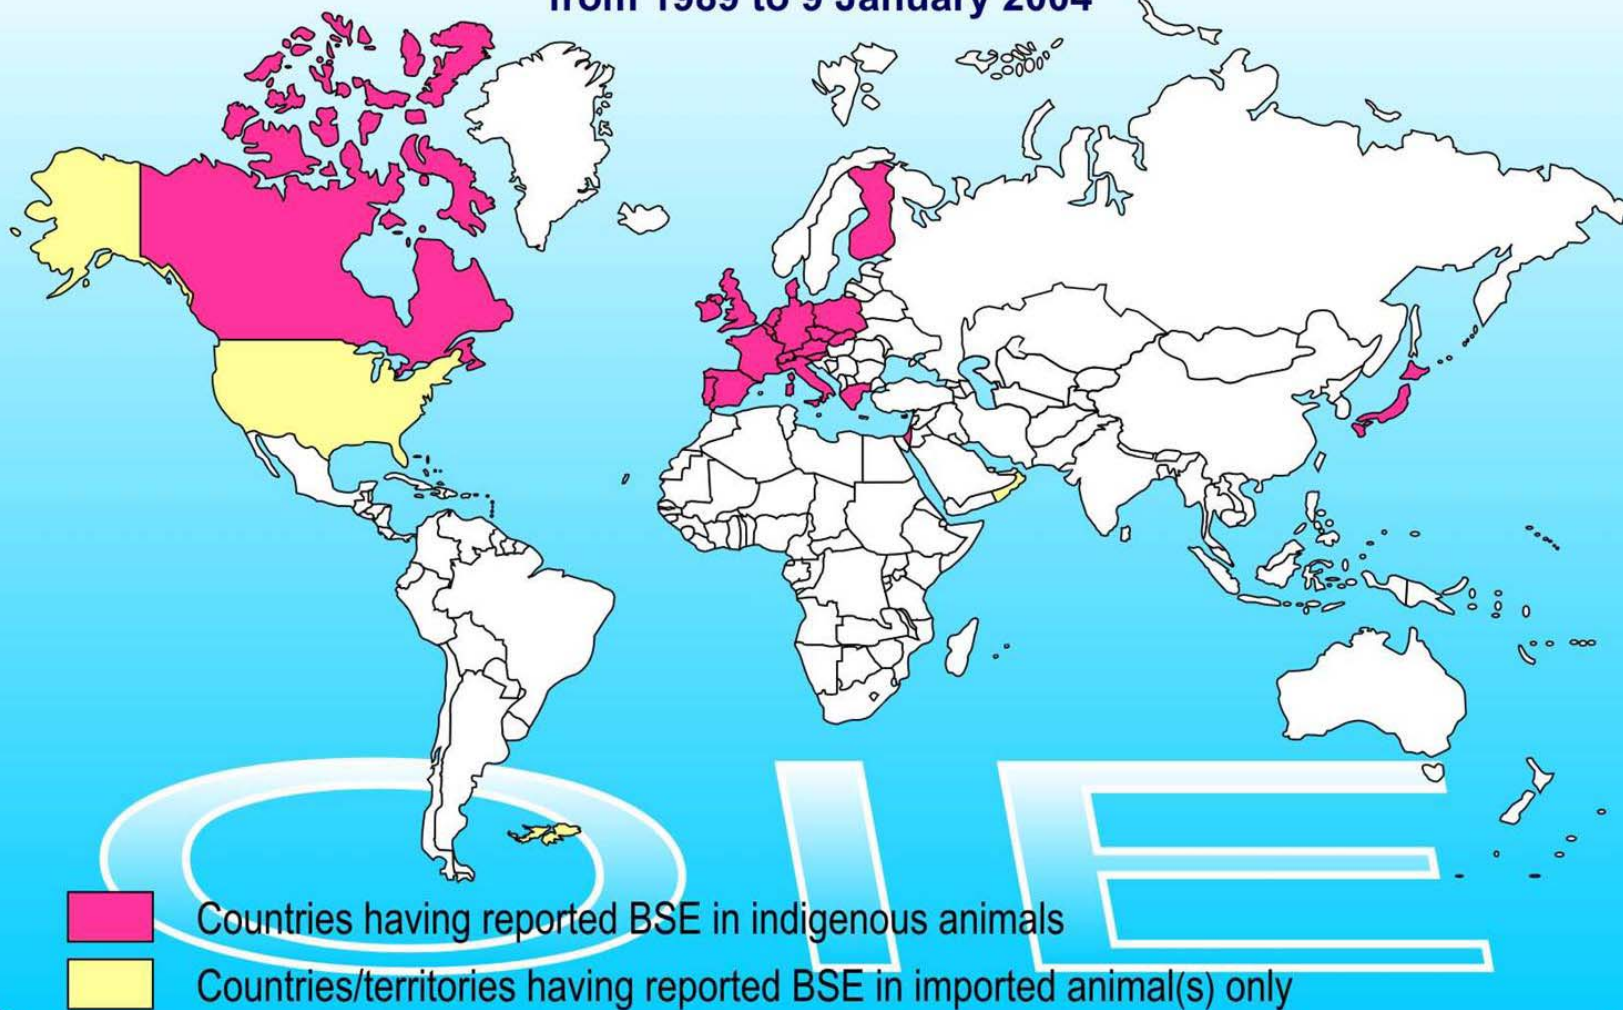 from 1989 to 9 January 2004
OIE
Countries having reported BSE in indigenous animals
Countries/territories having reported BSE in imported animal(s) only